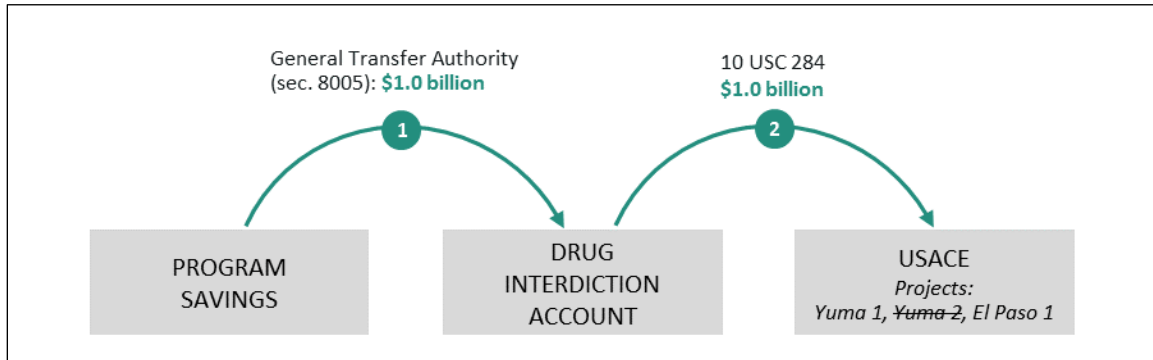 General Transfer Authority
(sec. 8005): $1.0 billion
10 USC 284
$1.0 billion
1
2
PROGRAM
SAVINGS
DRUG
INTERDICTION
ACCOUNT
USACE
Projects:
Yuma 1, Yuma 2, El Paso 1